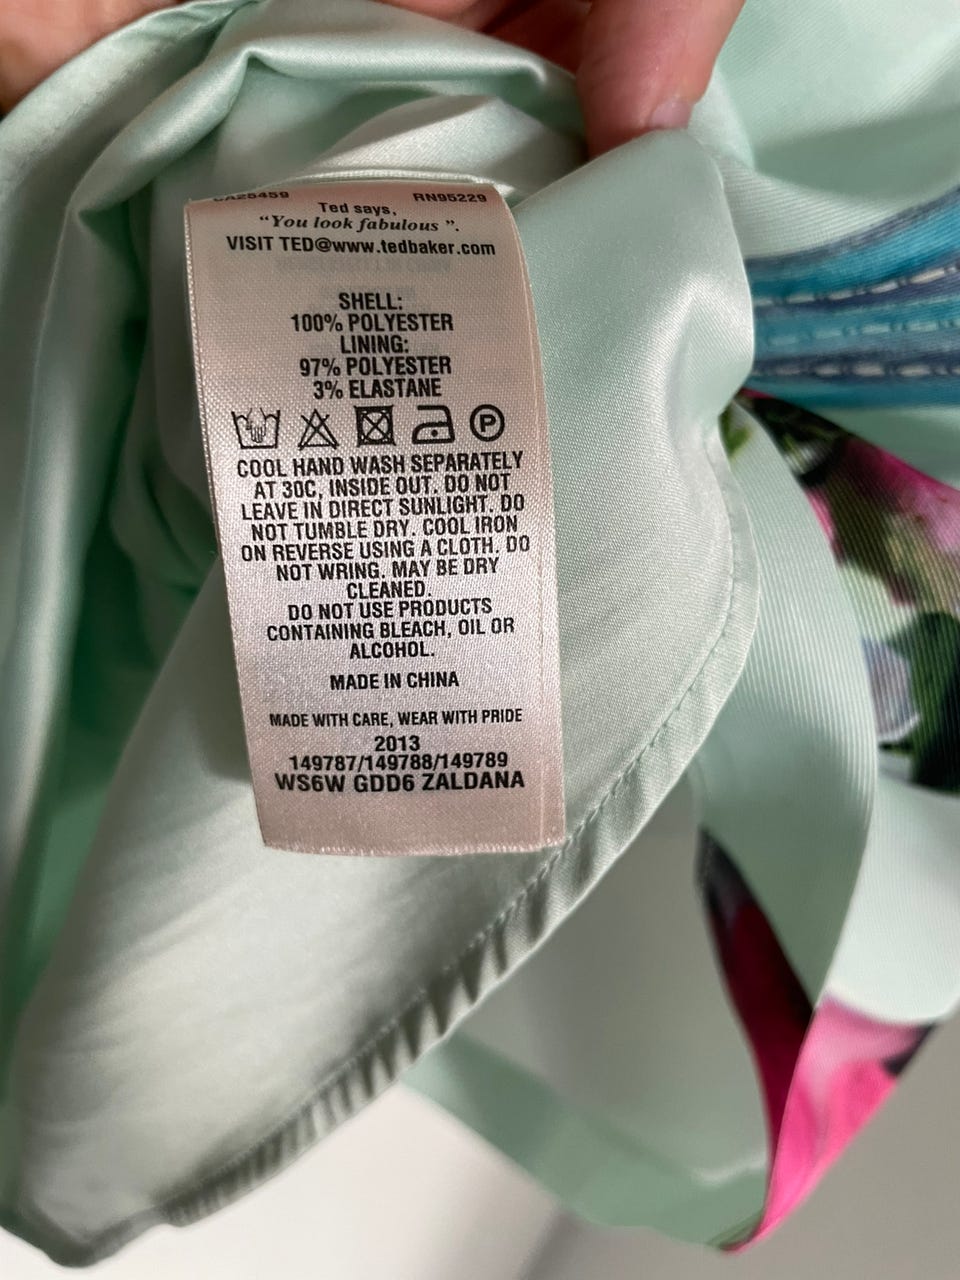 CA25459 RN95229
Ted says,
“You look fabulous ”.
VISIT TED@www.tedbaker.com
SHELL:
100% POLYESTER
LINING:
97% POLYESTER
3% ELASTANE
P
COOL HAND WASH SEPARATELY
AT 30C, INSIDE OUT. DO NOT
LEAVE IN DIRECT SUNLIGHT. DO
NOT TUMBLE DRY. COOL IRON
ON REVERSE USING A CLOTH. DO
NOT WRING. MAY BE DRY
CLEANED.
DO NOT USE PRODUCTS
CONTAINING BLEACH, OIL OR
ALCOHOL.
MADE IN CHINA
MADE WITH CARE, WEAR WITH PRIDE
2013
149787/149788/149789
WS6W GDD6 ZALDANA